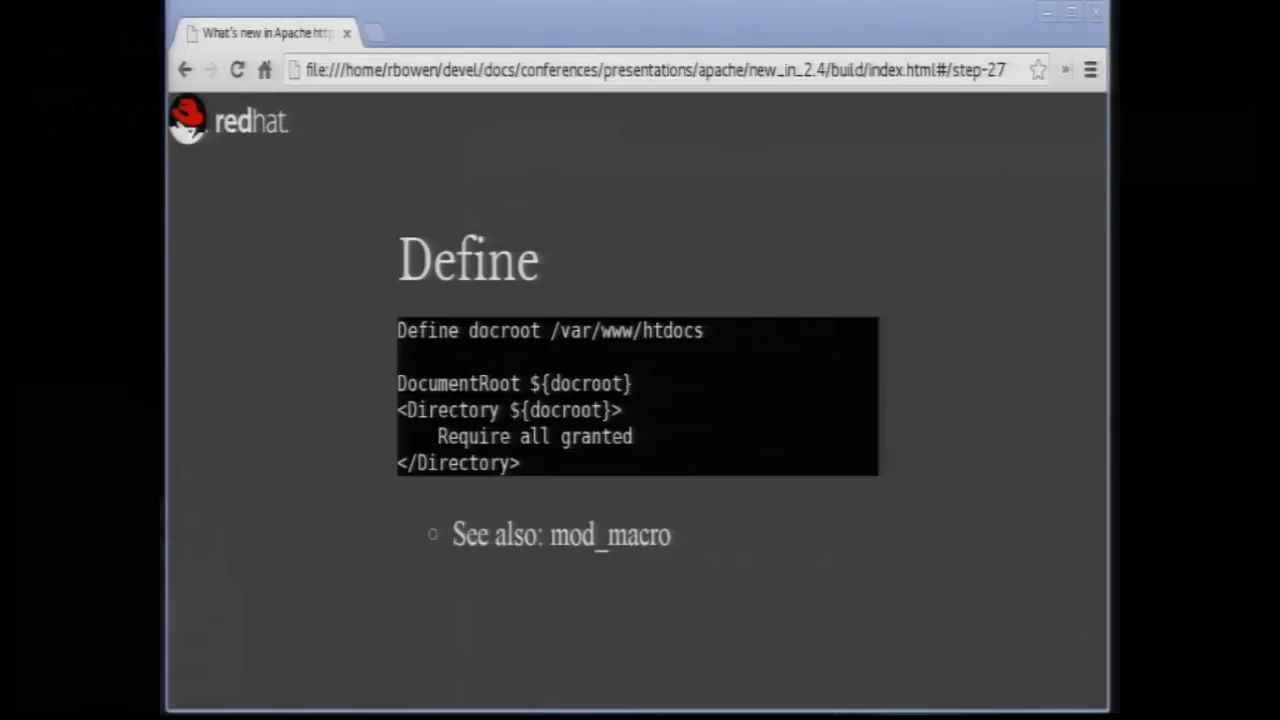 What's new in Apache http
file:///home/rbowen/devel/docs/conferences/presentations/apache/new_in_2.4/build/index.html#/step-27
redhat.
Define
Define docroot /var/www/htdocs
DocumentRoot ${docroot}
<Directory ${docroot}>
Require all granted
</Directory>
See also: mod_macro